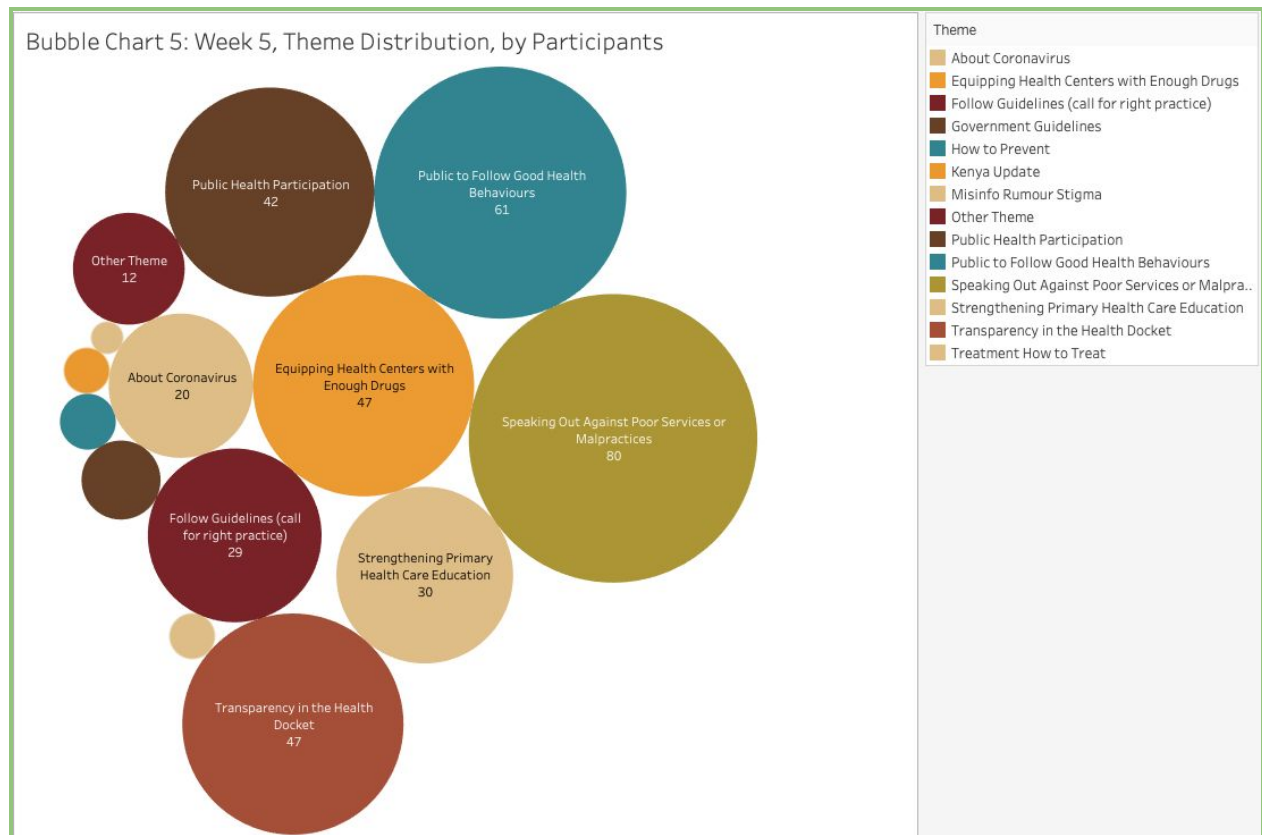 Bubble Chart 5: Week 5, Theme Distribution, by Participants
Public Health Participation
42
Public to Follow Good Health
Behaviours
61
Other Theme
12
About Coronavirus
20
Equipping Health Centers with
Enough Drugs
47
Speaking Out Against Poor Services or
Malpractices
80
Follow Guidelines (call
for right practice)
29
Strengthening Primary
Health Care Education
30
Transparency in the Health
Docket
47
Theme
About Coronavirus
Equipping Health Centers with Enough Drugs
Follow Guidelines (call for right practice)
Government Guidelines
How to Prevent
Kenya Update
Misinfo Rumour Stigma
Other Theme
Public Health Participation
Public to Follow Good Health Behaviours
Speaking Out Against Poor Services or Malpra..
Strengthening Primary Health Care Education
Transparency in the Health Docket
Treatment How to Treat